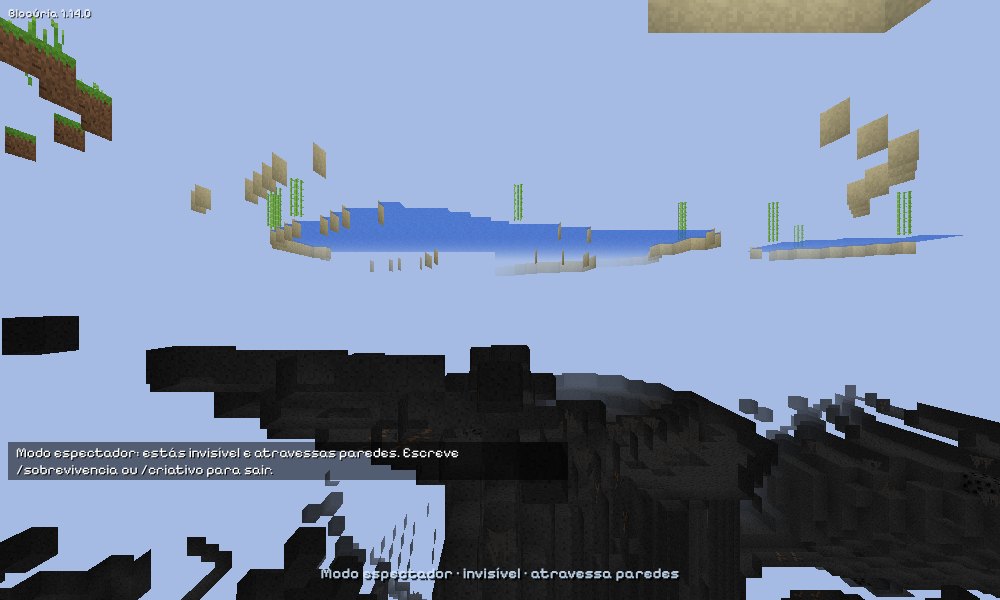 Blocúria 1.14.0
Modo espectador: estás invisível e atravessas paredes. Escreve
/sobrevivencia ou /criativo para sair.
Modo espectador · invisível · atravessa paredes